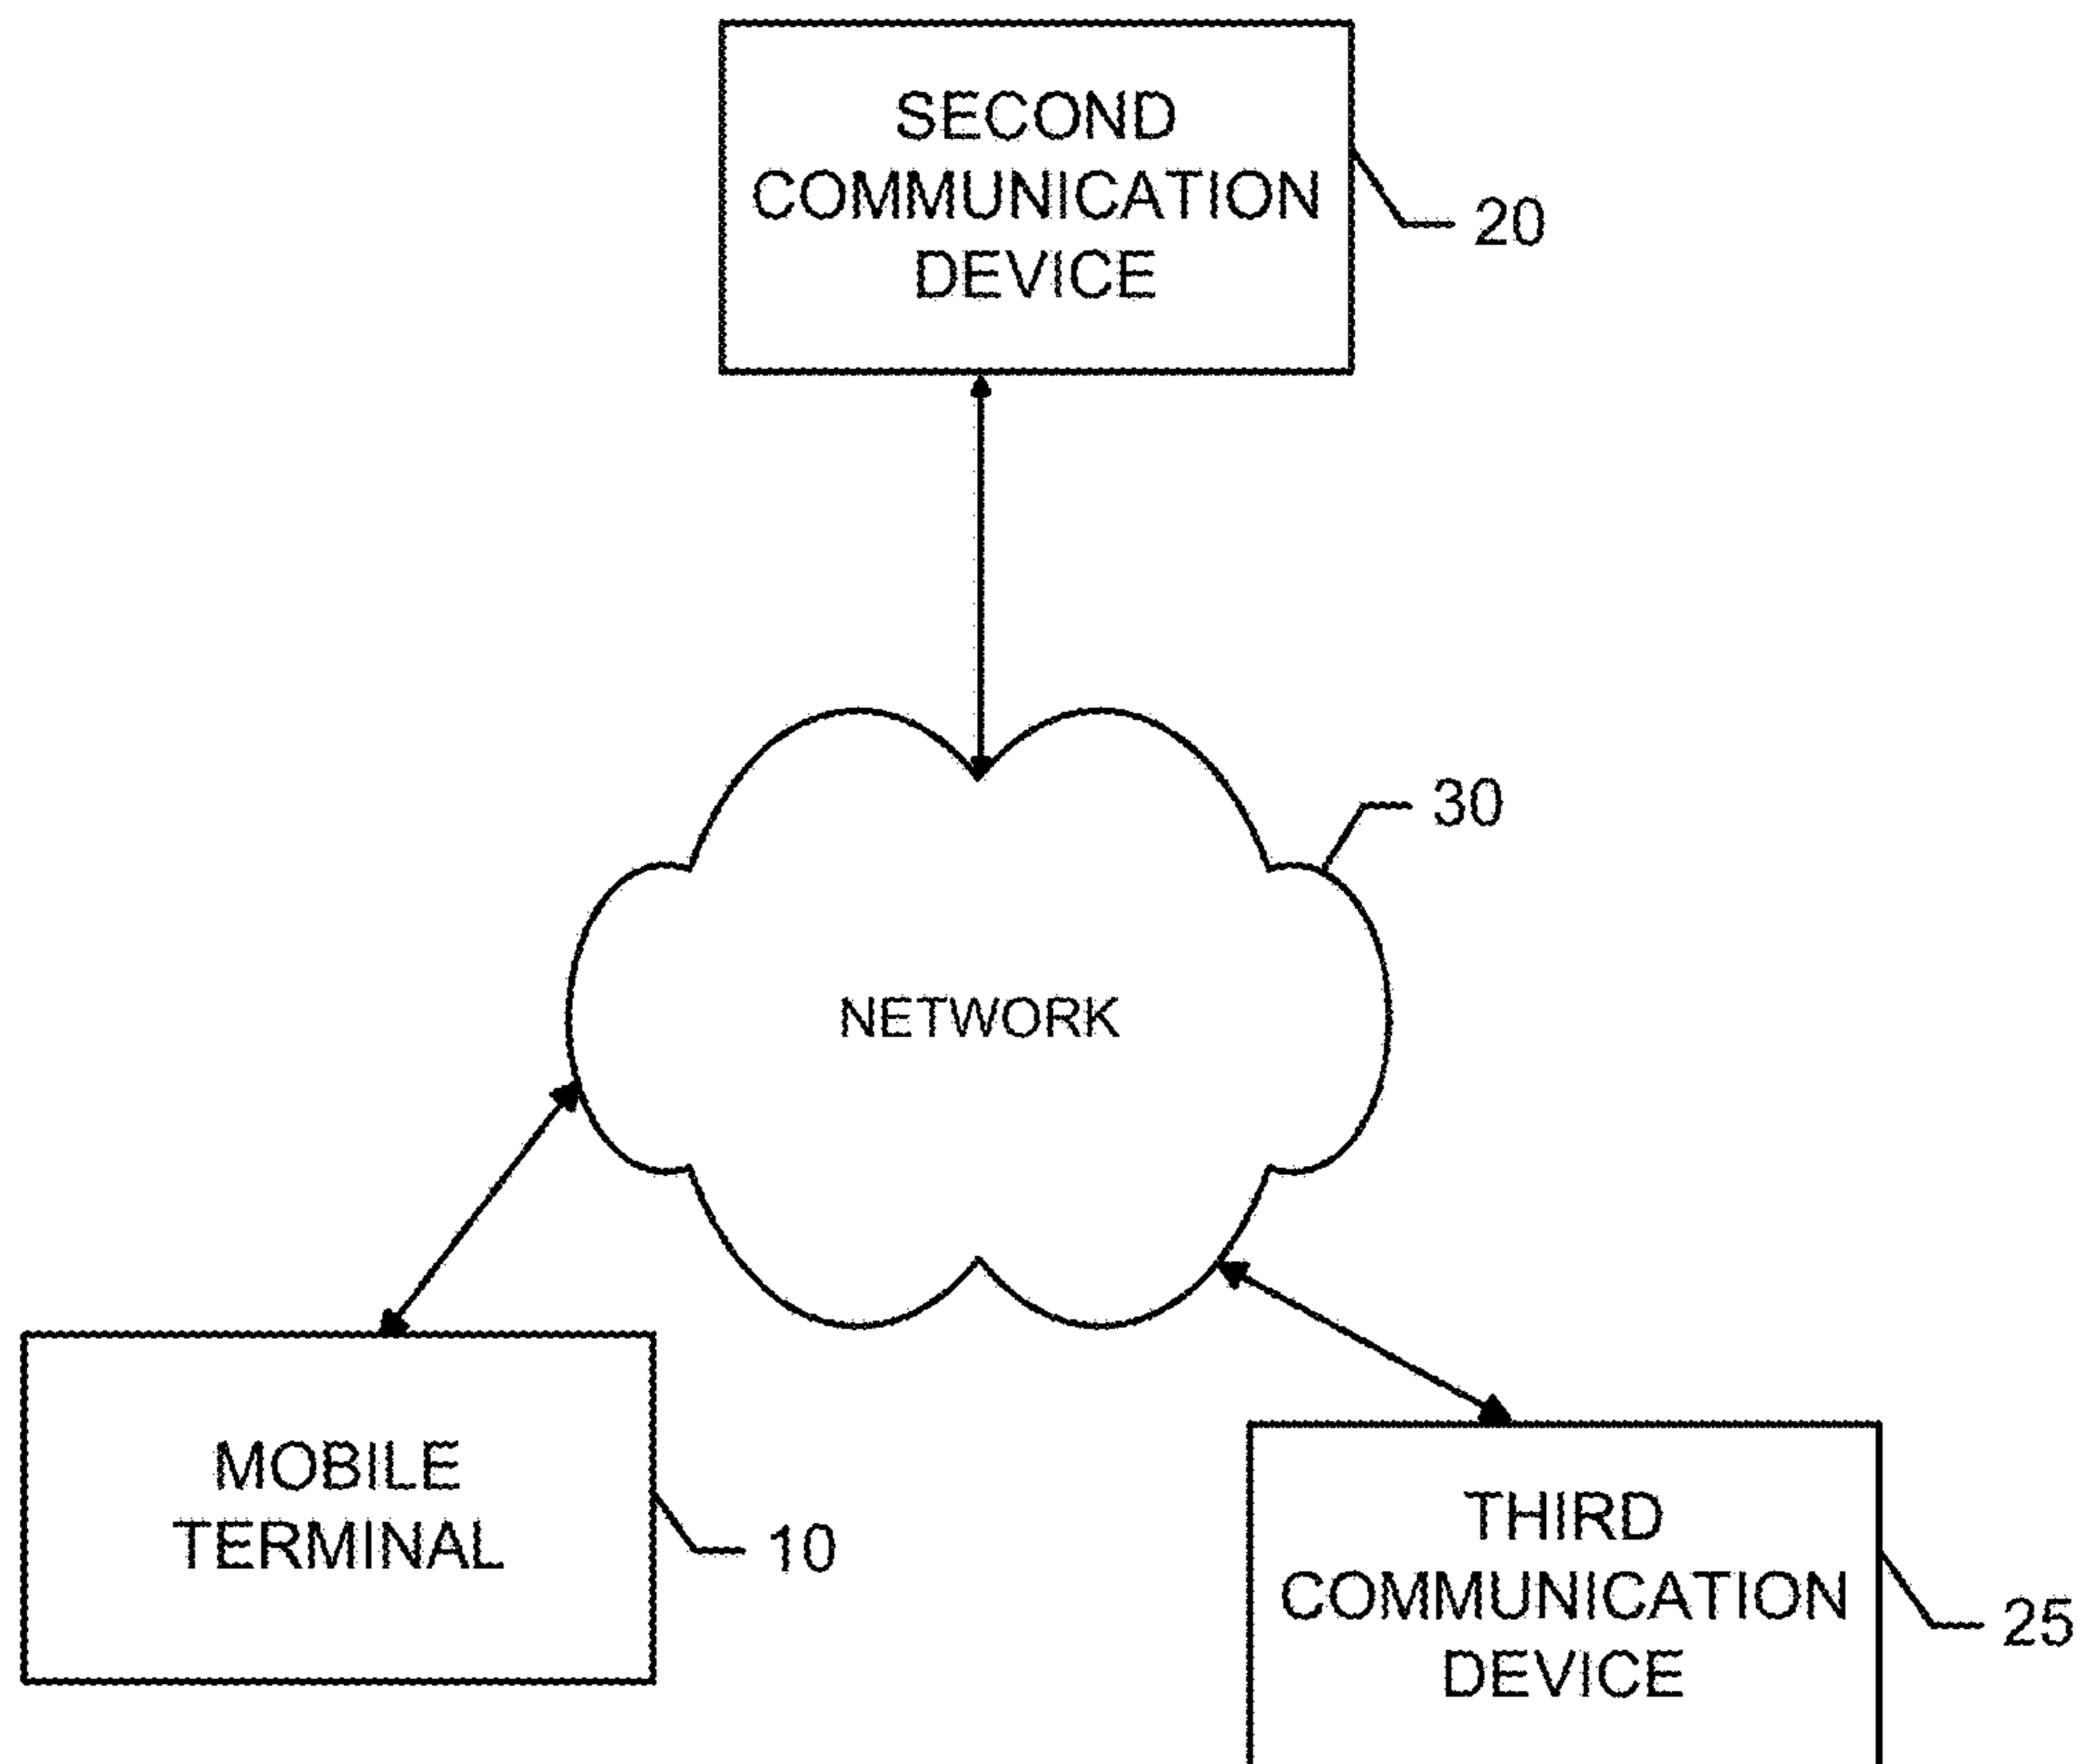 SECOND
COMMUNICATION
DEVICE
20
30
NETWORK
MOBILE
TERMINAL
10
THIRD
COMMUNICATION
DEVICE
25